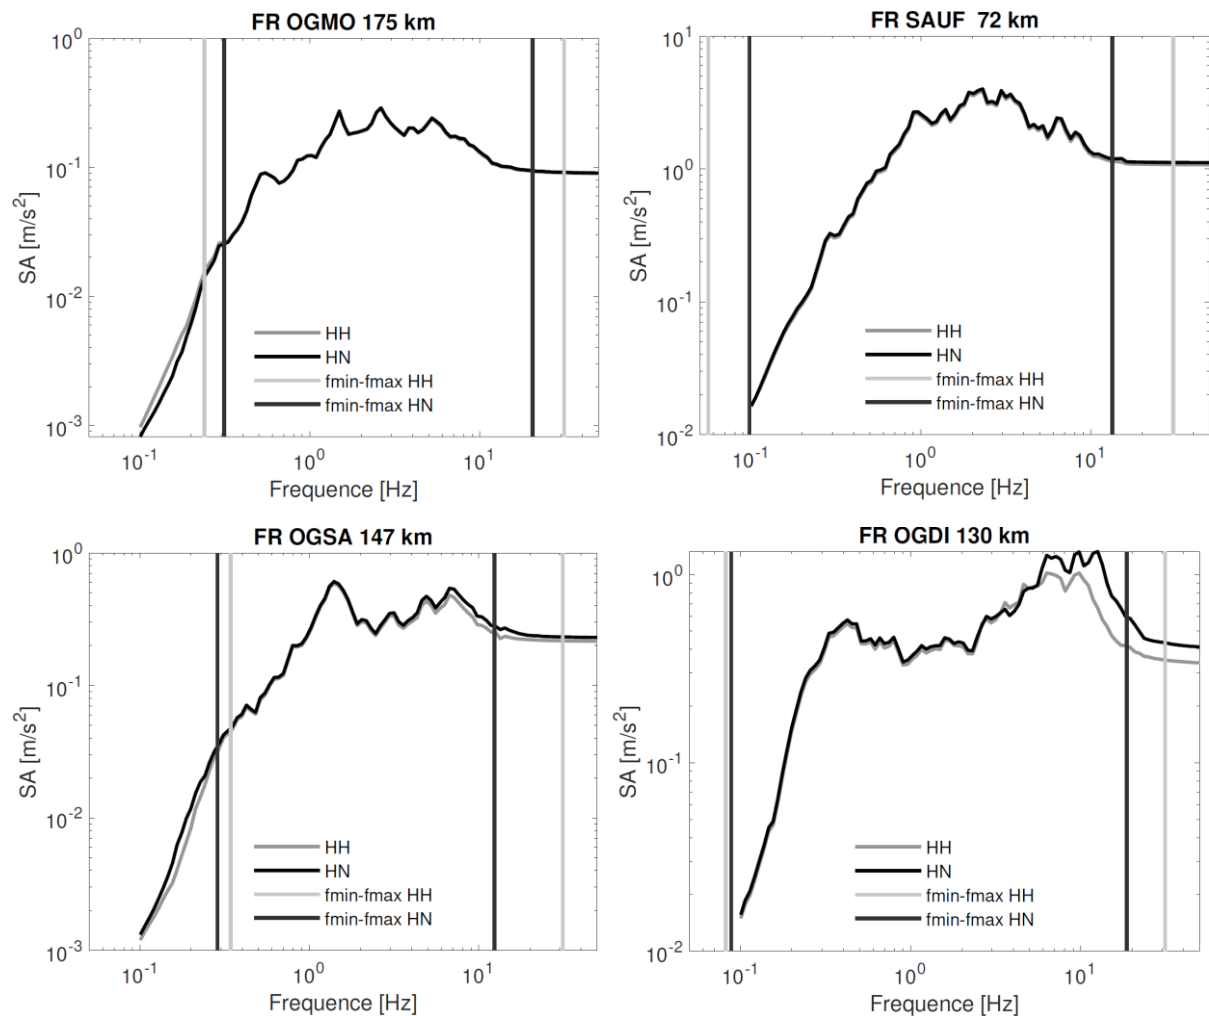 FR OGMO 175 km
10^0
10^-1
10^-2
10^-3
SA [m/s^2]
HH
HN
fmin-fmax HH
fmin-fmax HN
10^-1
10^0
10^1
Frequence [Hz]
FR SAUF 72 km
10^1
10^0
10^-1
10^-2
SA [m/s^2]
HH
HN
fmin-fmax HH
fmin-fmax HN
10^-1
10^0
10^1
Frequence [Hz]
FR OGSA 147 km
10^0
10^-1
10^-2
10^-3
SA [m/s^2]
HH
HN
fmin-fmax HH
fmin-fmax HN
10^-1
10^0
10^1
Frequence [Hz]
FR OGDI 130 km
10^0
10^-1
10^-2
SA [m/s^2]
HH
HN
fmin-fmax HH
fmin-fmax HN
10^-1
10^0
10^1
Frequence [Hz]